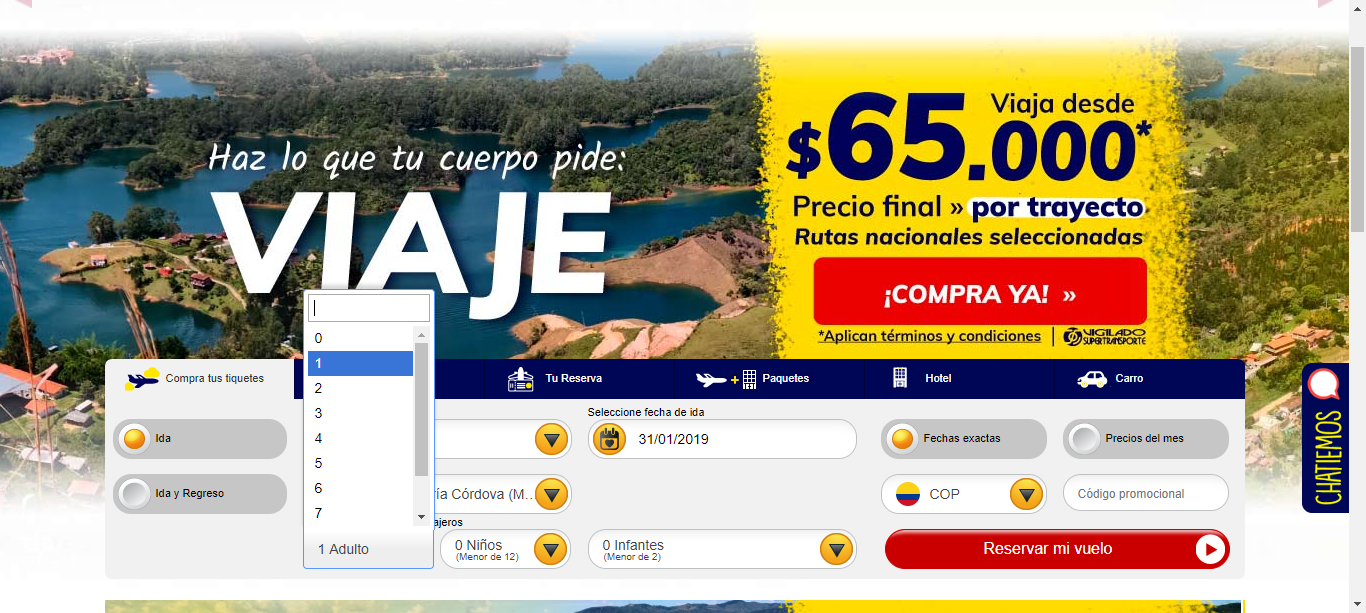 Haz lo que tu cuerpo pide:
VIAJE
Viaja desde
$65.000*
Precio final » por trayecto
Rutas nacionales seleccionadas
¡COMPRA YA! »
*Aplican términos y condiciones
VIGILADO
SUPERTRANSPORTE
Compra tus tiquetes
Tu Reserva
Paquetes
Hotel
Carro
CHATIEMOS
Ida
Ida y Regreso
0
1
2
3
4
5
6
7
1 Adulto
Seleccione fecha de ida
31/01/2019
Fechas exactas
Precios del mes
ía Córdova (M...
COP
Código promocional
ajeros
0 Niños
(Menor de 12)
0 Infantes
(Menor de 2)
Reservar mi vuelo